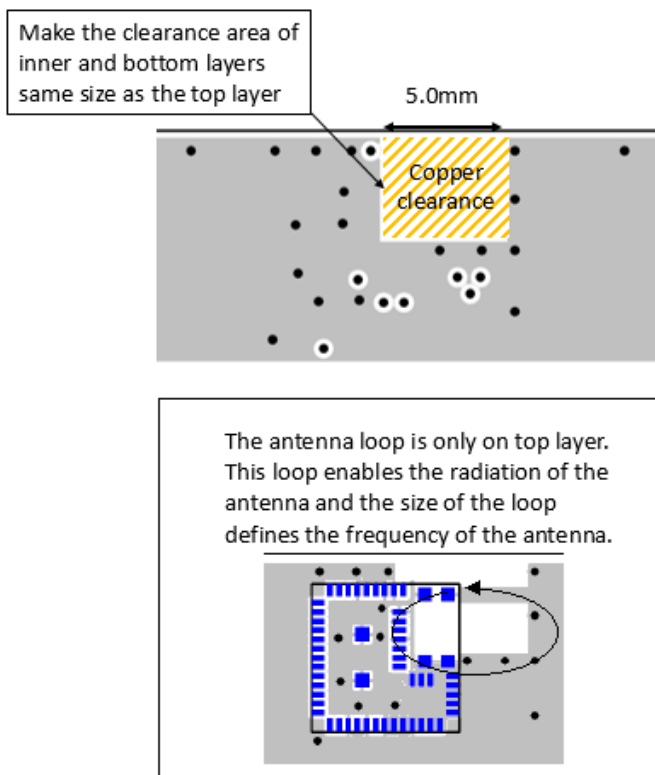 Make the clearance area of
inner and bottom layers
same size as the top layer
5.0mm
Copper
clearance
The antenna loop is only on top layer.
This loop enables the radiation of the
antenna and the size of the loop
defines the frequency of the antenna.